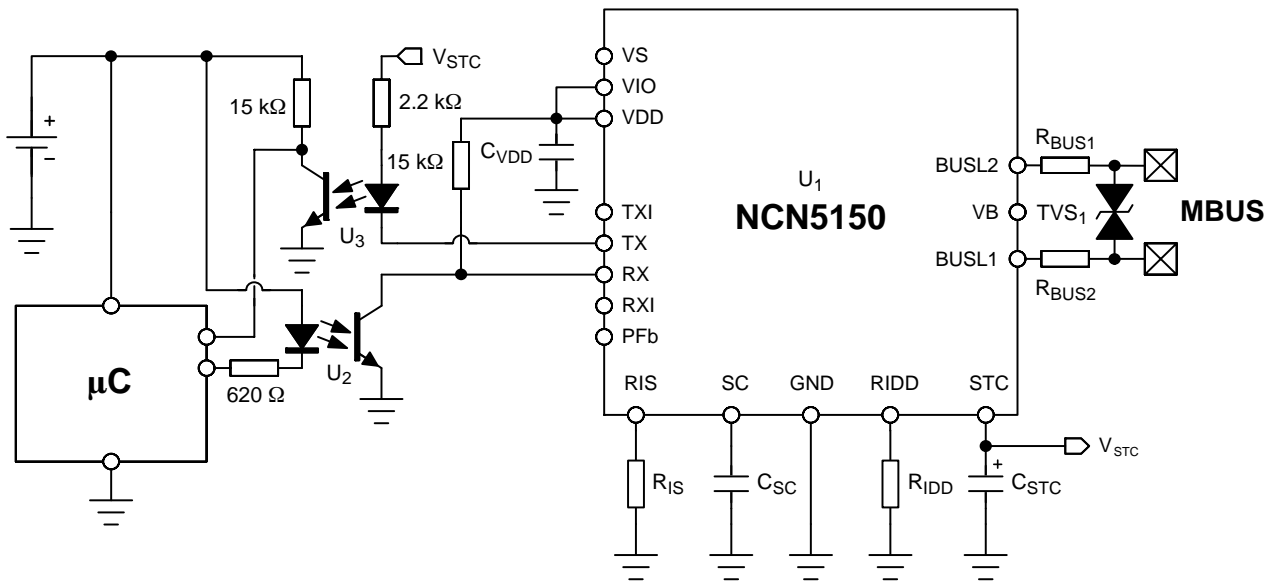 VS
V_STC
VIO
15 kΩ
2.2 kΩ
VDD
+
−
15 kΩ
C_VDD
R_BUS1
BUSL2
U_1
NCN5150
TXI
VB
TVS_1
MBUS
U_3
TX
BUSL1
RX
R_BUS2
RXI
PFb
μC
U_2
620 Ω
RIS
SC
GND
RIDD
STC
V_STC
R_IS
C_SC
R_IDD
+
C_STC